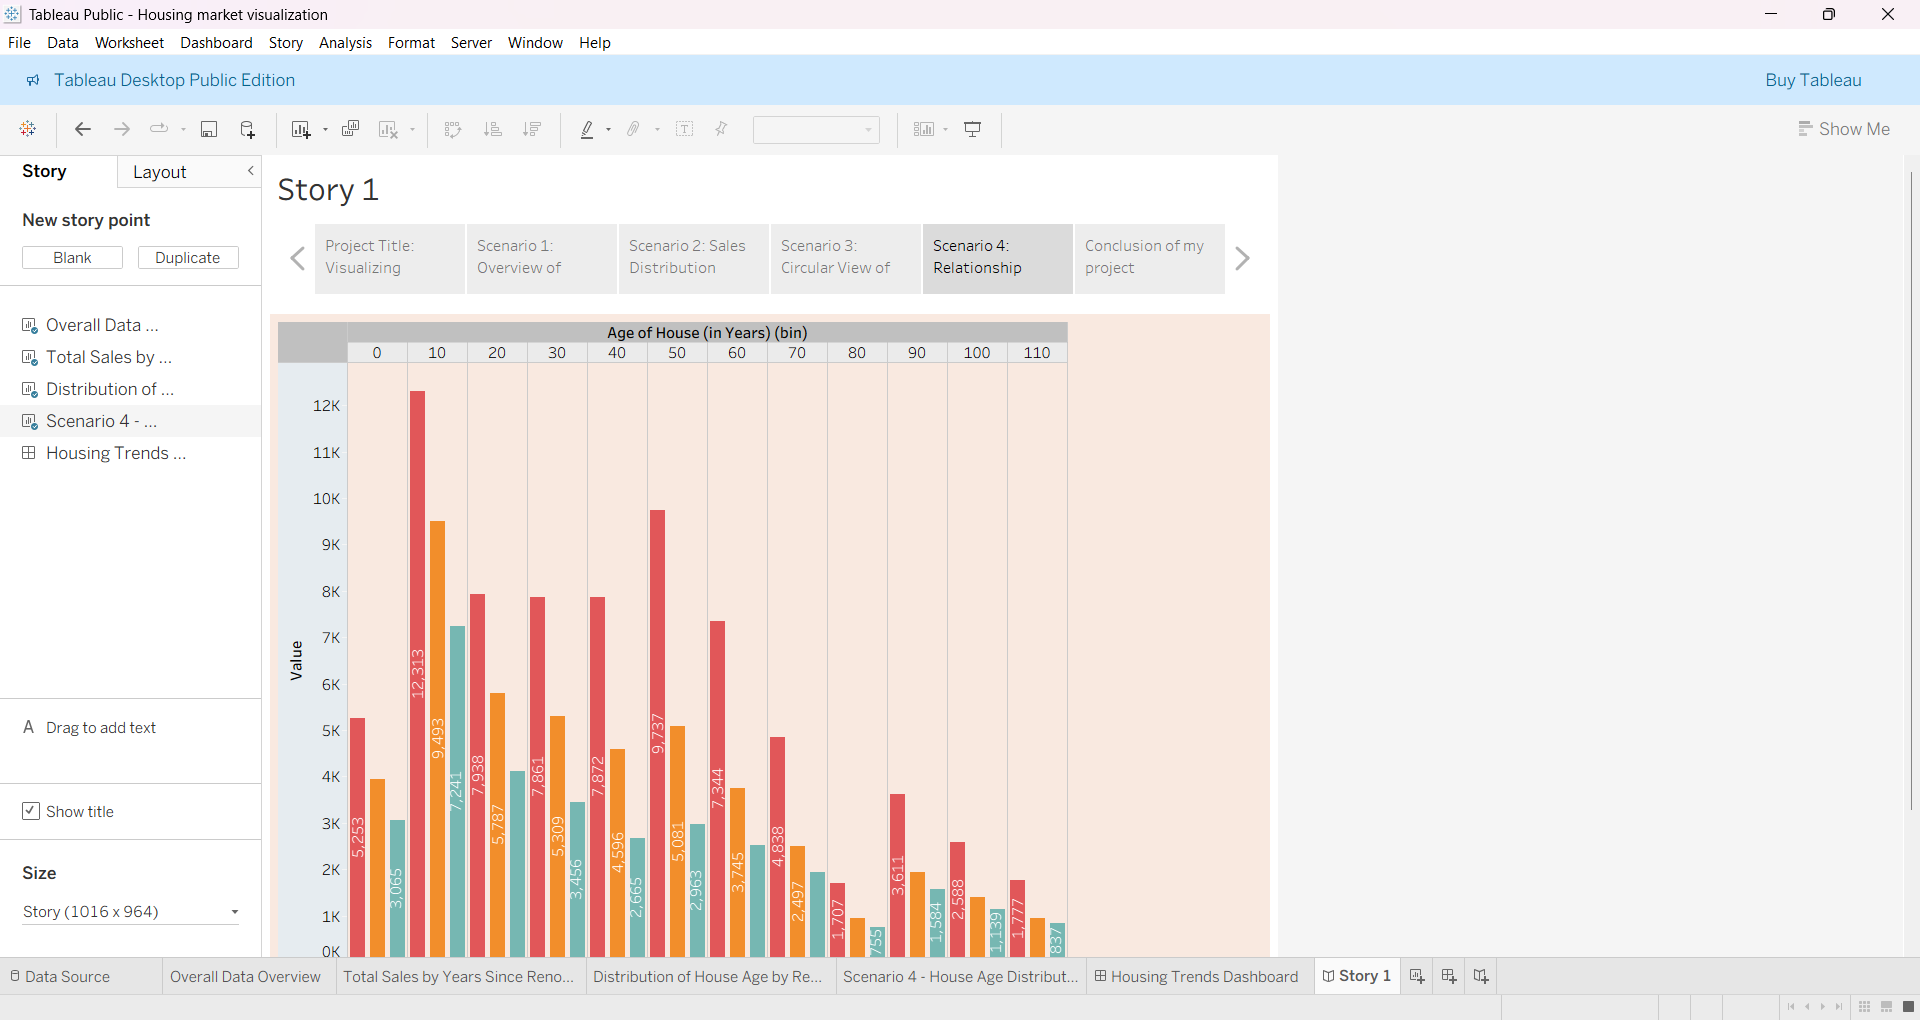 Tableau Public - Housing market visualization
File Data Worksheet Dashboard Story Analysis Format Server Window Help
Tableau Desktop Public Edition
Buy Tableau
Show Me
Story
Layout
New story point
Blank
Duplicate
Overall Data ...
Total Sales by ...
Distribution of ...
Scenario 4 - ...
Housing Trends ...
A Drag to add text
Show title
Size
Story (1016 x 964)
Story 1
Project Title:
Visualizing
Scenario 1:
Overview of
Scenario 2: Sales
Distribution
Scenario 3:
Circular View of
Scenario 4:
Relationship
Conclusion of my
project
Age of House (in Years) (bin)
0 10 20 30 40 50 60 70 80 90 100 110
Value
12K
11K
10K
9K
8K
7K
6K
5K
4K
3K
2K
1K
0K
5,253
3,065
12,313
9,493
7,241
7,938
5,787
7,861
5,309
3,456
7,872
4,596
2,665
9,737
5,081
2,963
7,344
3,745
4,838
2,497
1,707
755
3,611
1,584
2,588
1,139
1,777
837
Data Source
Overall Data Overview
Total Sales by Years Since Reno...
Distribution of House Age by Re...
Scenario 4 - House Age Distribut...
Housing Trends Dashboard
Story 1